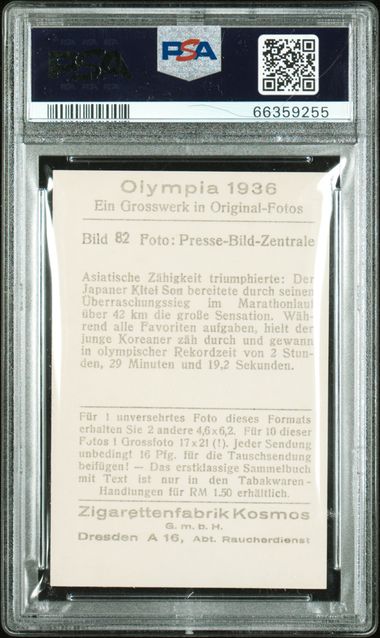 PSA
PSA
66359255
Olympia 1936
Ein Grosswerk in Original-Fotos
Bild 82 Foto: Presse-Bild-Zentrale
Asiatische Zähigkeit triumphierte: Der
Japaner Kitei Son bereitete durch seinen
Überraschungssieg im Marathonlauf
über 42 km die große Sensation. Wäh-
rend alle Favoriten aufgaben, hielt der
junge Koreaner zäh durch und gewann
in olympischer Rekordzeit von 2 Stun-
den, 29 Minuten und 19,2 Sekunden.
Für 1 unversehrtes Foto dieses Formats
erhalten Sie 2 andere 4,6x6,2. Für 10 dieser
Fotos 1 Grossfoto 17x21 (!). Jeder Sendung
unbedingt 16 Pfg. für die Tauschsendung
beifügen! — Das erstklassige Sammelbuch
mit Text ist nur in den Tabakwaren-
Handlungen für RM 1.50 erhältlich.
Zigarettenfabrik Kosmos
G. m. b. H.
Dresden A 16, Abt. Raucherdienst